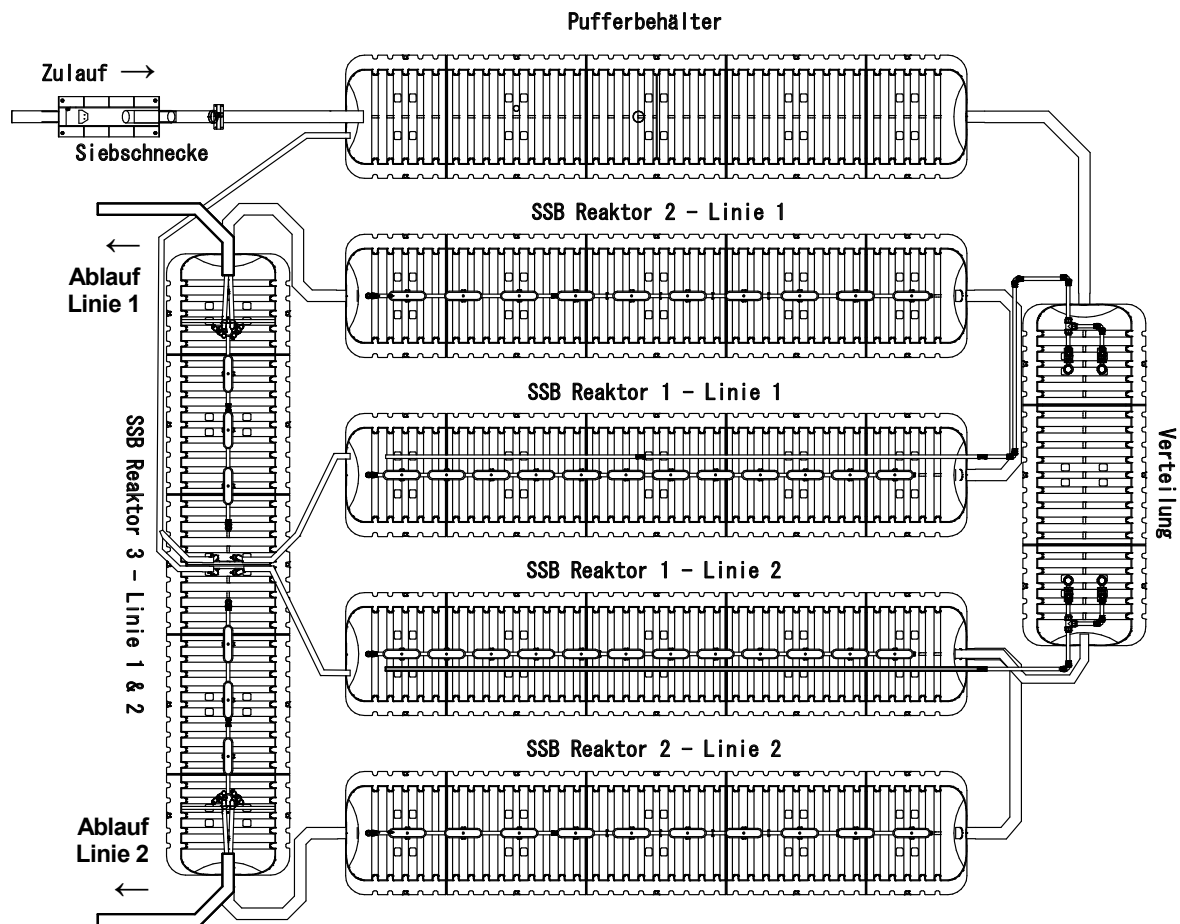 Pufferbehälter
Zulauf →
Siebschnecke
SSB Reaktor 2 - Linie 1
←
Ablauf
Linie 1
SSB Reaktor 1 - Linie 1
SSB Reaktor 3 - Linie 1 & 2
Verteilung
SSB Reaktor 1 - Linie 2
SSB Reaktor 2 - Linie 2
Ablauf
Linie 2
←